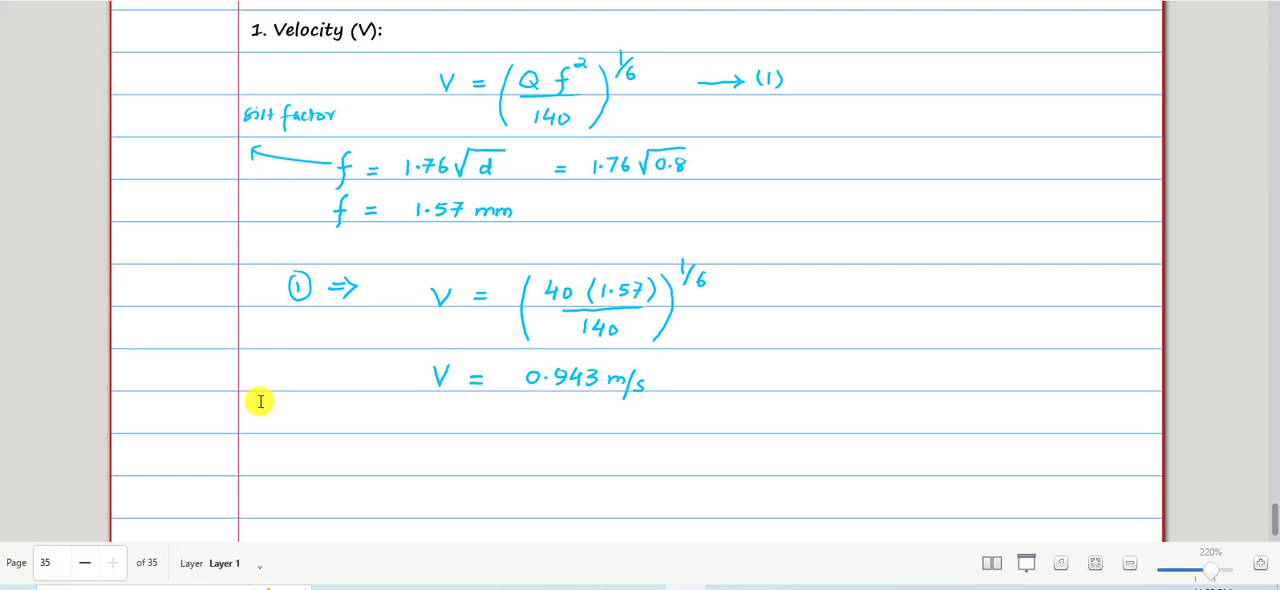 1. Velocity (V):
V = (Q f² / 140)^1/6 → (1)
silt factor
f = 1.76 √d = 1.76 √0.8
f = 1.57 mm
① ⇒ V = (40 (1.57) / 140)^1/6
V = 0.943 m/s
Page 35 of 35 Layer Layer 1 220%